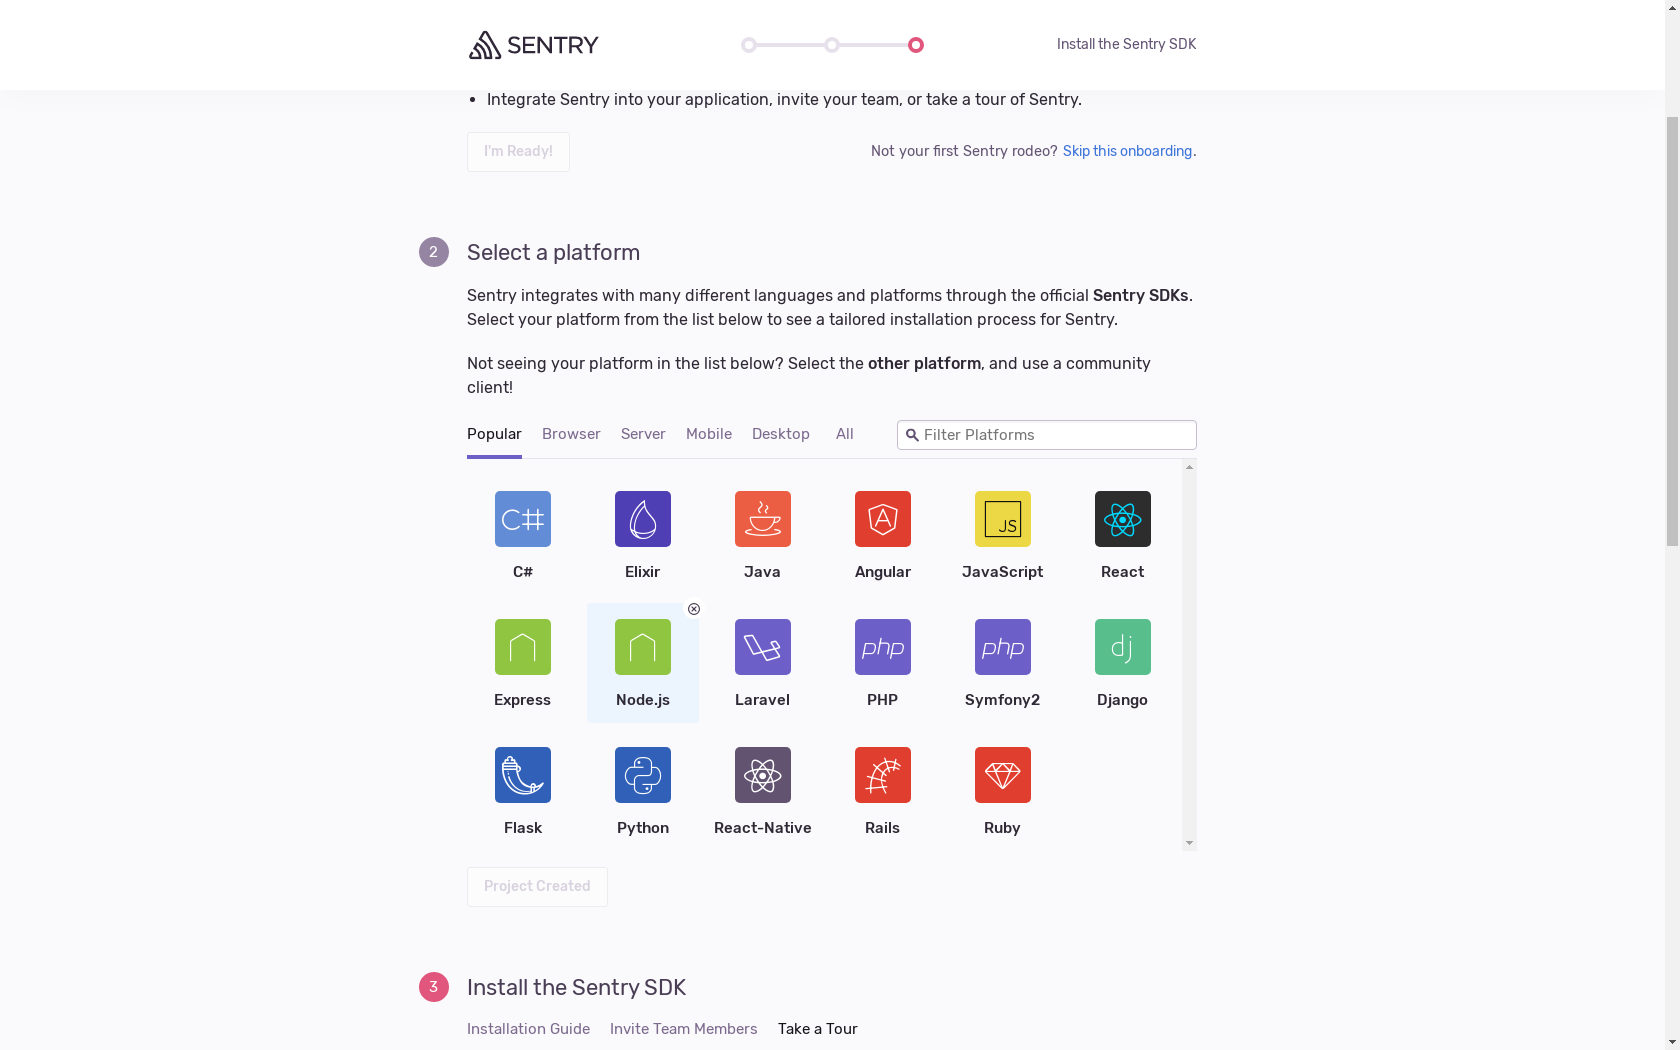 SENTRY
Install the Sentry SDK
Integrate Sentry into your application, invite your team, or take a tour of Sentry.
I'm Ready!
Not your first Sentry rodeo? Skip this onboarding.
2
Select a platform
Sentry integrates with many different languages and platforms through the official Sentry SDKs.
Select your platform from the list below to see a tailored installation process for Sentry.
Not seeing your platform in the list below? Select the other platform, and use a community
client!
Popular Browser Server Mobile Desktop All
Filter Platforms
C#
JS
C# Elixir Java Angular JavaScript React
php php dj
Express Node.js Laravel PHP Symfony2 Django
Flask Python React-Native Rails Ruby
Project Created
3
Install the Sentry SDK
Installation Guide Invite Team Members Take a Tour